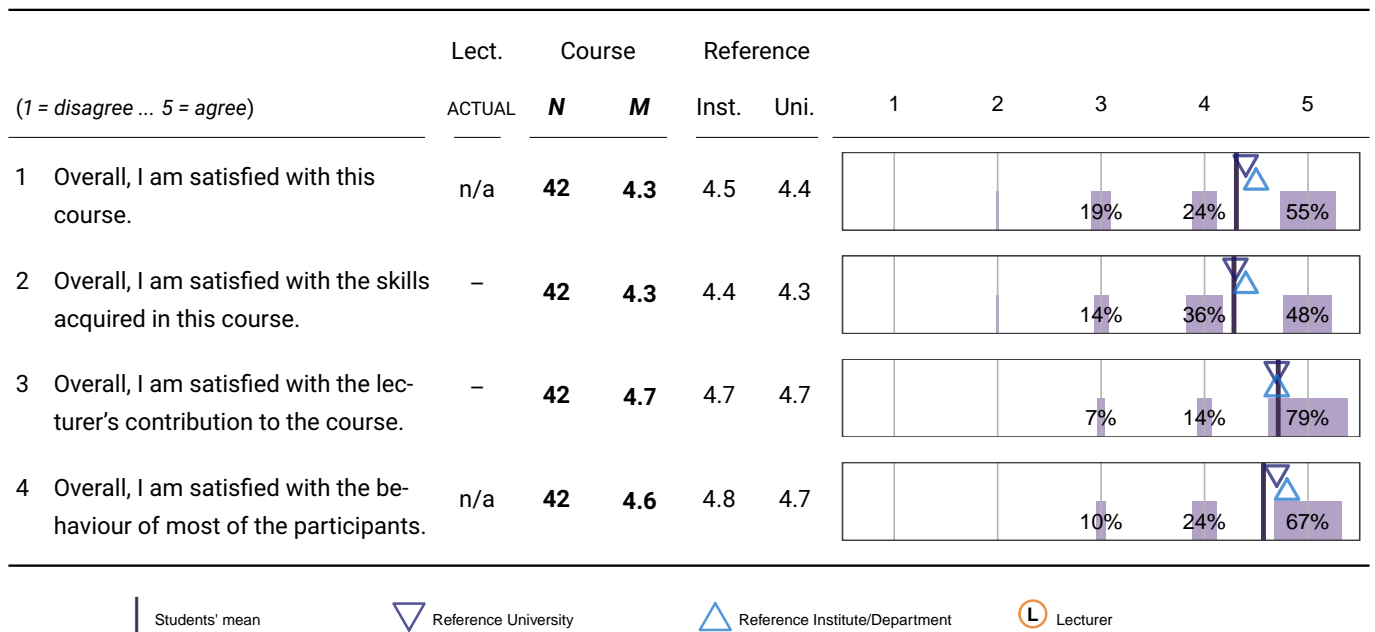 Lect. Course Reference
(1 = disagree ... 5 = agree) ACTUAL N M Inst. Uni. 1 2 3 4 5
1 Overall, I am satisfied with this n/a 42 4.3 4.5 4.4
course. 19% 24% 55%
2 Overall, I am satisfied with the skills – 42 4.3 4.4 4.3
acquired in this course. 14% 36% 48%
3 Overall, I am satisfied with the lec- – 42 4.7 4.7 4.7
turer’s contribution to the course. 7% 14% 79%
4 Overall, I am satisfied with the be- n/a 42 4.6 4.8 4.7
haviour of most of the participants. 10% 24% 67%
Students' mean Reference University Reference Institute/Department L Lecturer